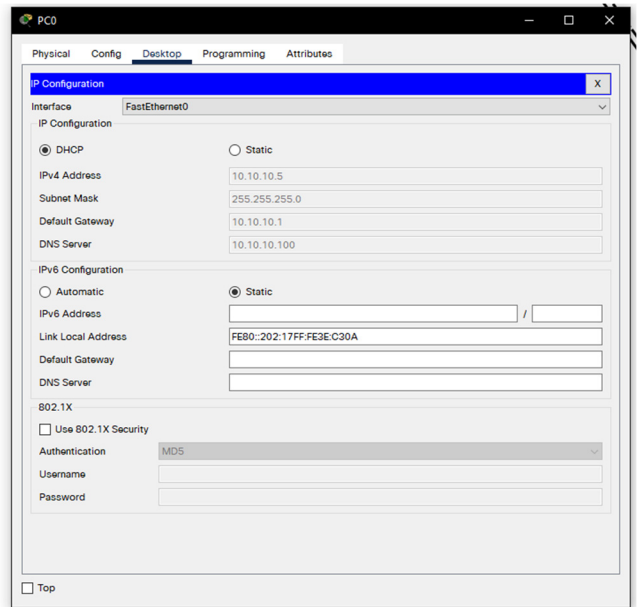 PC0
Physical Config Desktop Programming Attributes
IP Configuration X
Interface FastEthernet0
IP Configuration
DHCP Static
IPv4 Address 10.10.10.5
Subnet Mask 255.255.255.0
Default Gateway 10.10.10.1
DNS Server 10.10.10.100
IPv6 Configuration
Automatic Static
IPv6 Address /
Link Local Address FE80::202:17FF:FE3E:C30A
Default Gateway
DNS Server
802.1X
Use 802.1X Security
Authentication MD5
Username
Password
Top